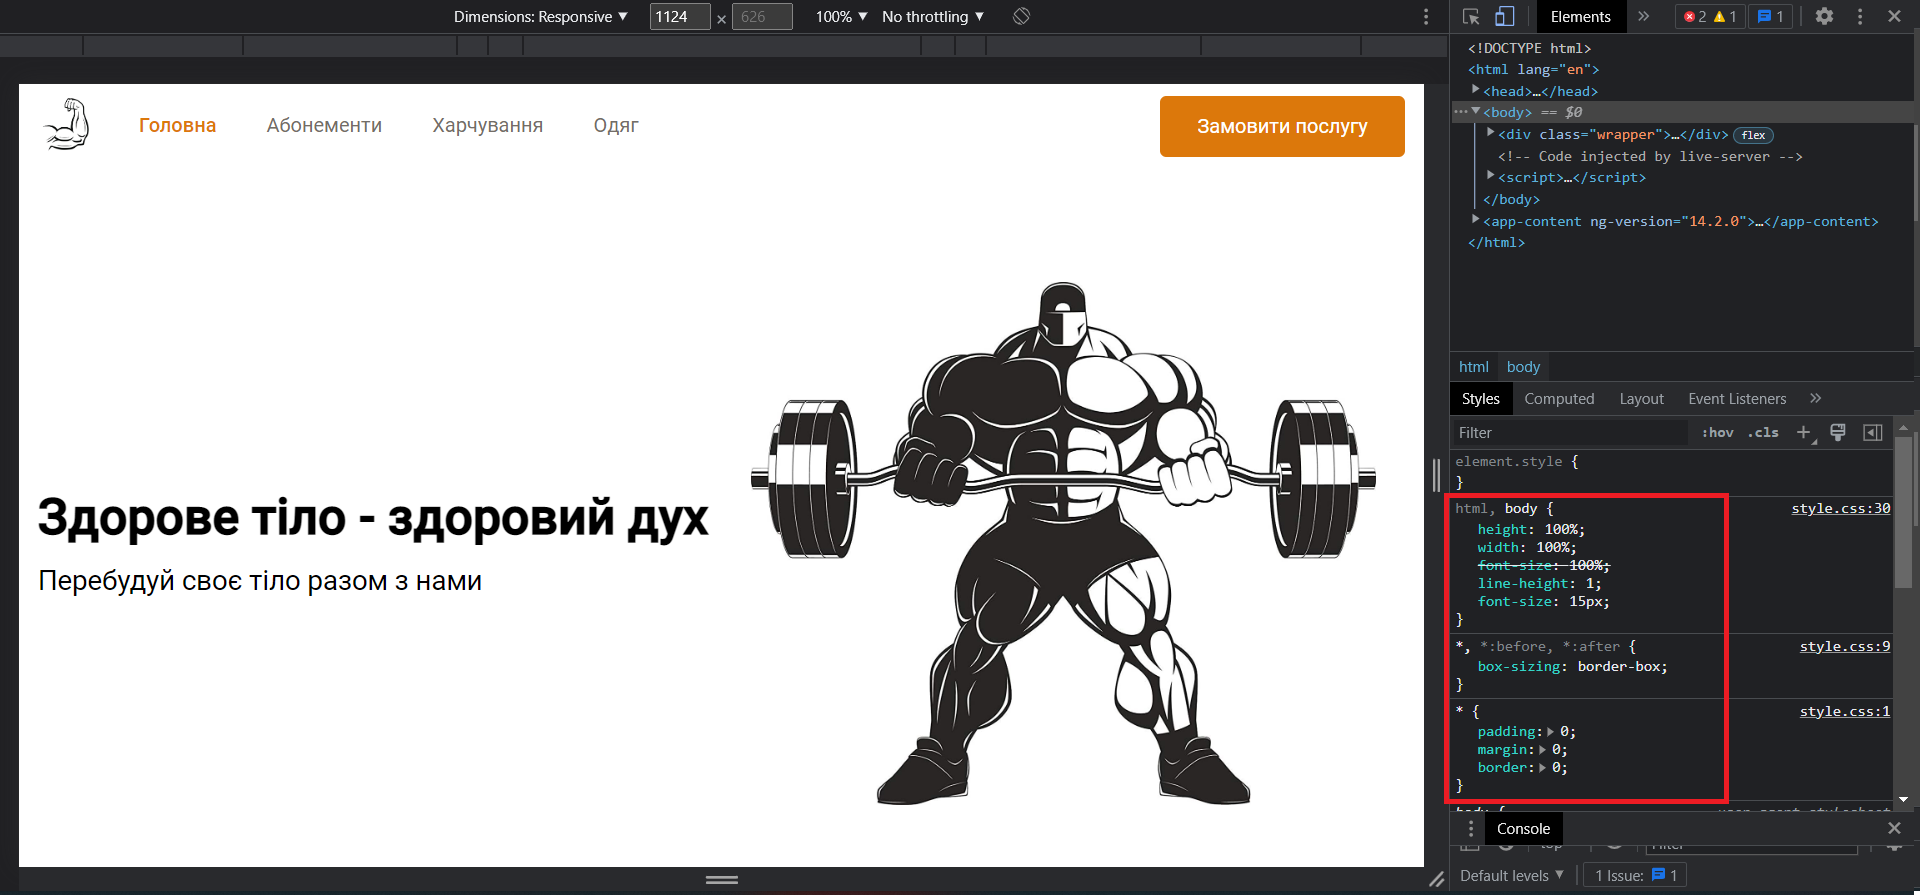 Dimensions: Responsive ▼ 1124 × 626 100% ▼ No throttling ▼
Elements 2 1 1
Головна Абонементи Харчування Одяг Замовити послугу
Здорове тіло - здоровий дух
Перебудуй своє тіло разом з нами
<!DOCTYPE html>
<html lang="en">
<head>…</head>
<body> == $0
<div class="wrapper">…</div> flex
<!-- Code injected by live-server -->
<script>…</script>
</body>
<app-content ng-version="14.2.0">…</app-content>
</html>
html body
Styles Computed Layout Event Listeners
Filter :hov .cls
element.style {
}
html, body { style.css:30
height: 100%;
width: 100%;
font-size: 100%;
line-height: 1;
font-size: 15px;
}
*, *:before, *:after { style.css:9
box-sizing: border-box;
}
* { style.css:1
padding: 0;
margin: 0;
border: 0;
}
Console
Default levels ▼ 1 Issue: 1